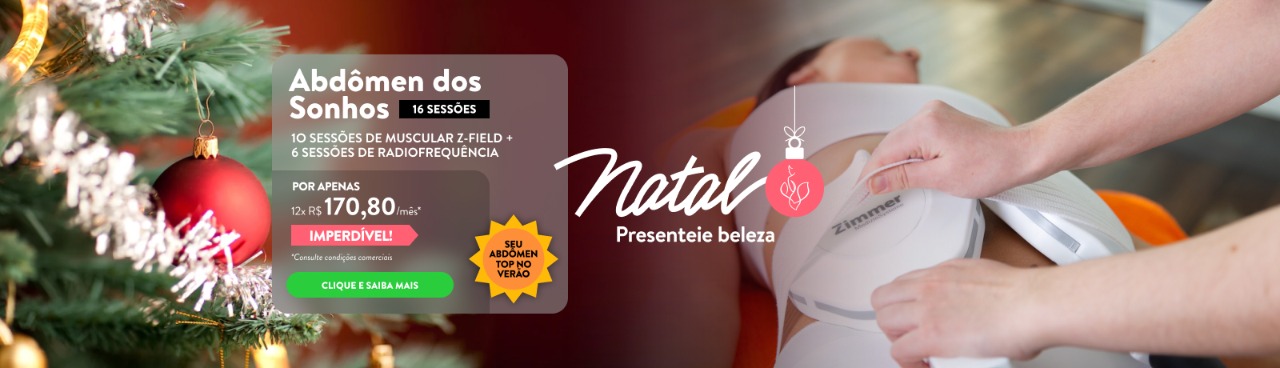 Abdômen dos
Sonhos 16 SESSÕES
10 SESSÕES DE MUSCULAR Z-FIELD +
6 SESSÕES DE RADIOFREQUÊNCIA
POR APENAS
12x R$ 170,80/mês*
IMPERDÍVEL!
*Consulte condições comerciais
CLIQUE E SAIBA MAIS
SEU
ABDÔMEN
TOP NO
VERÃO
Natal
Presenteie beleza
Zimmer